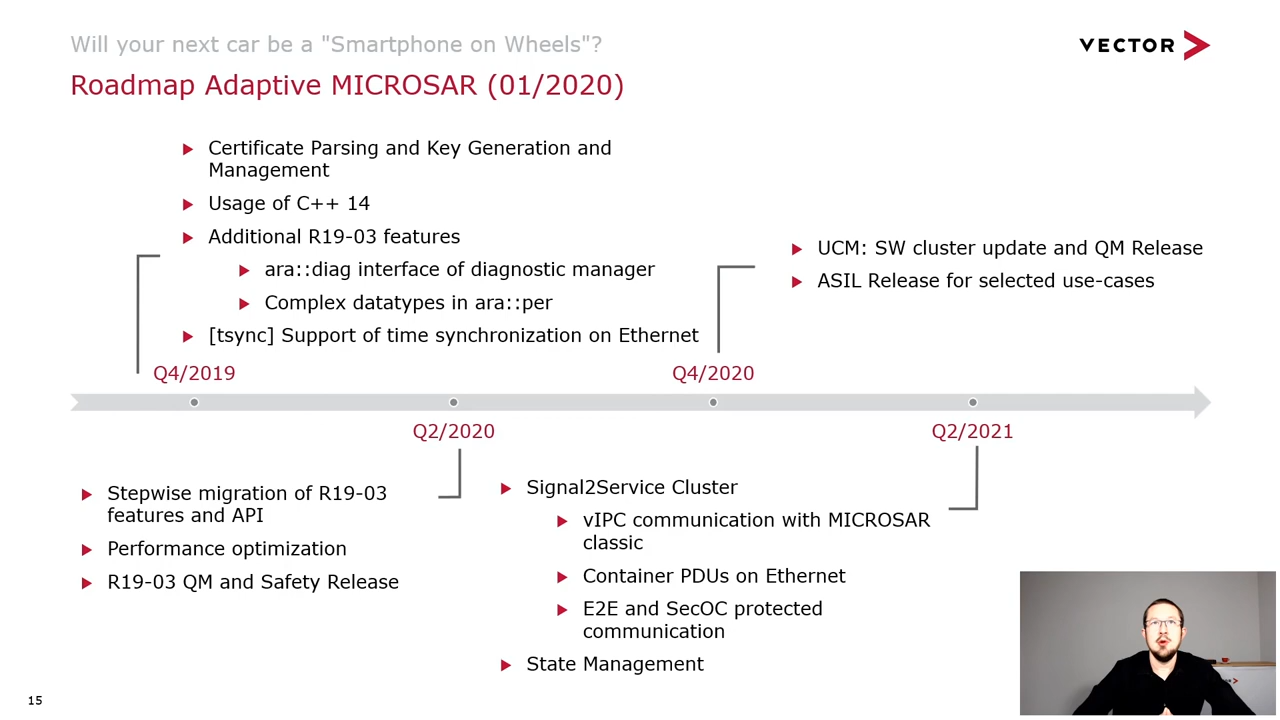 Will your next car be a "Smartphone on Wheels"?
VECTOR
Roadmap Adaptive MICROSAR (01/2020)
Certificate Parsing and Key Generation and
Management
Usage of C++ 14
Additional R19-03 features
ara::diag interface of diagnostic manager
Complex datatypes in ara::per
[tsync] Support of time synchronization on Ethernet
UCM: SW cluster update and QM Release
ASIL Release for selected use-cases
Q4/2019
Q4/2020
Q2/2020
Q2/2021
Stepwise migration of R19-03
features and API
Performance optimization
R19-03 QM and Safety Release
Signal2Service Cluster
vIPC communication with MICROSAR
classic
Container PDUs on Ethernet
E2E and SecOC protected
communication
State Management
15